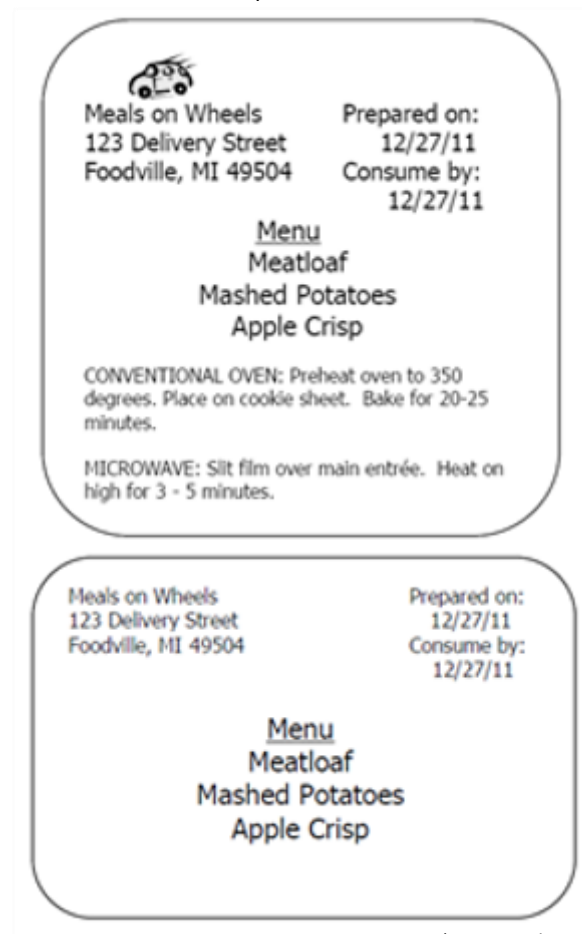 Meals on Wheels
123 Delivery Street
Foodville, MI 49504
Prepared on:
12/27/11
Consume by:
12/27/11
Menu
Meatloaf
Mashed Potatoes
Apple Crisp
CONVENTIONAL OVEN: Preheat oven to 350
degrees. Place on cookie sheet. Bake for 20-25
minutes.
MICROWAVE: Slit film over main entrée. Heat on
high for 3 - 5 minutes.
Meals on Wheels
123 Delivery Street
Foodville, MI 49504
Prepared on:
12/27/11
Consume by:
12/27/11
Menu
Meatloaf
Mashed Potatoes
Apple Crisp